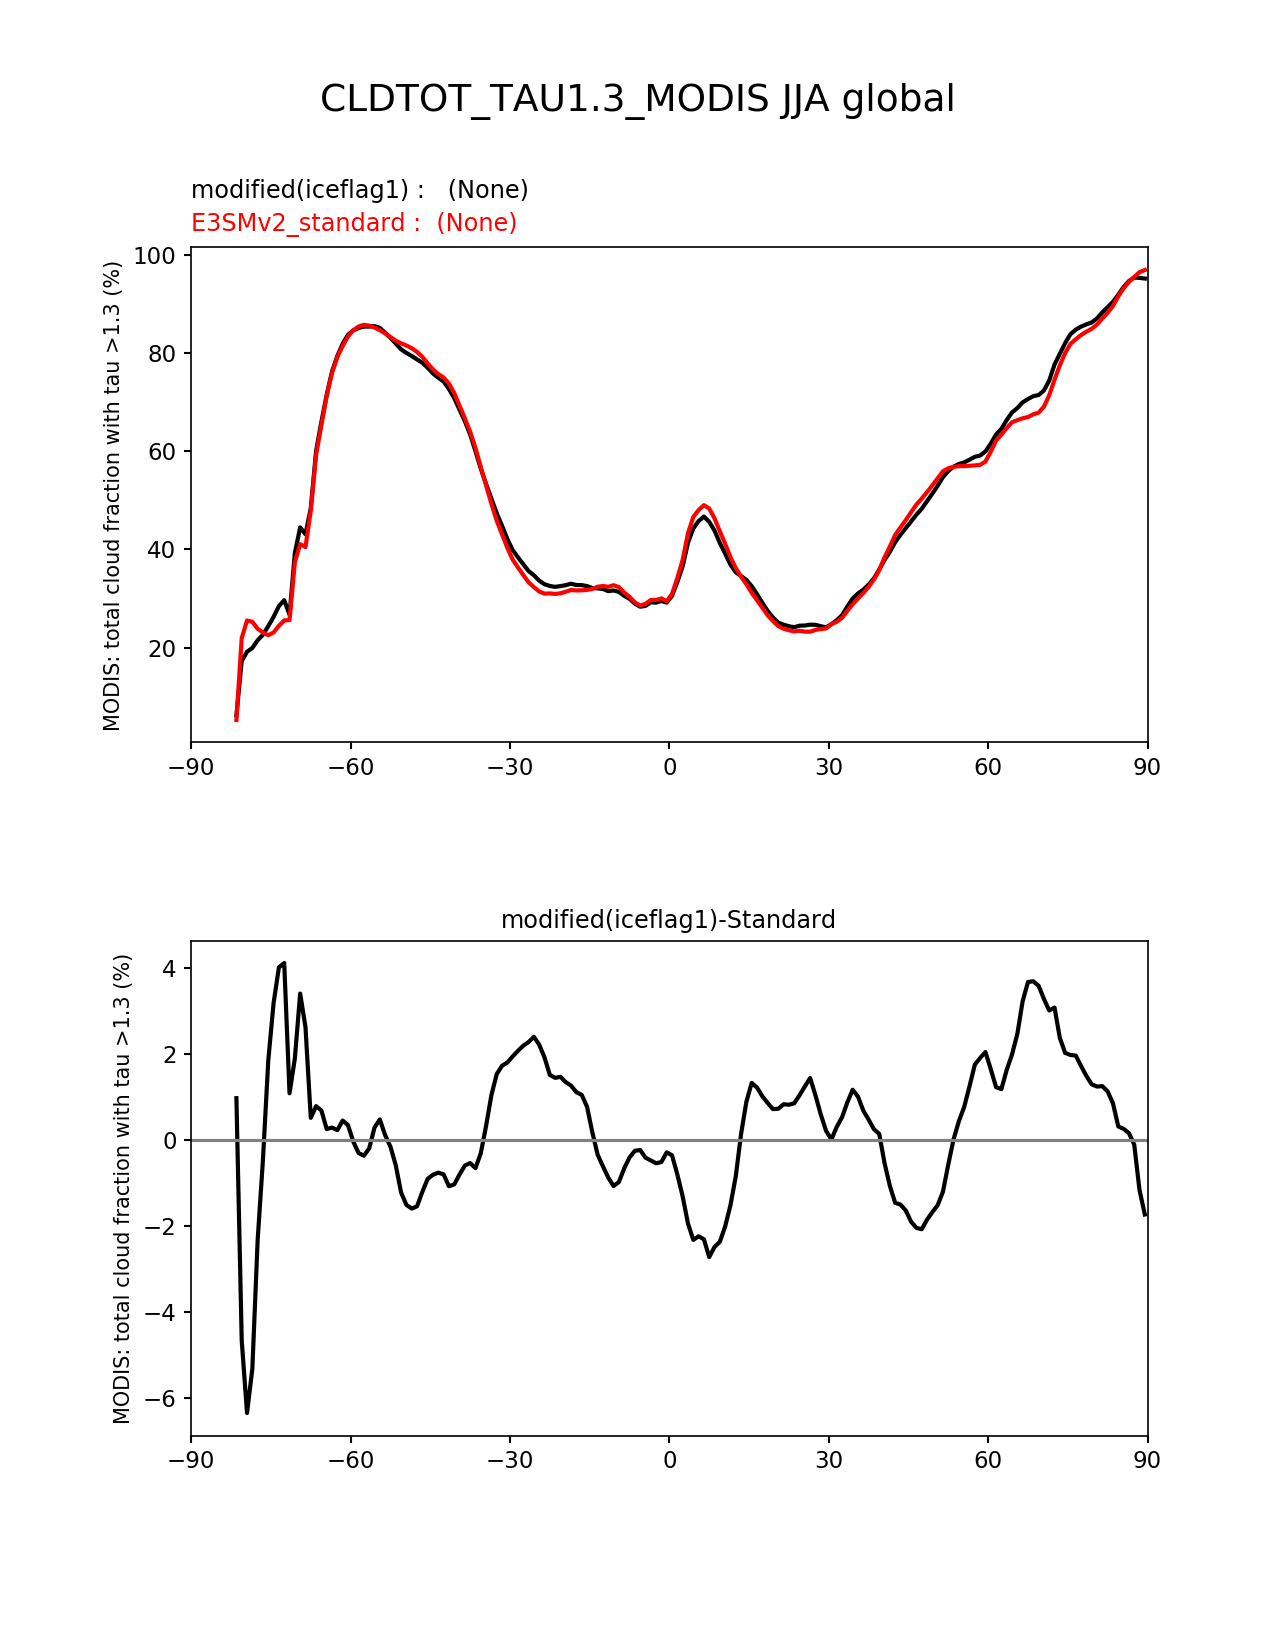 CLDTOT_TAU1.3_MODIS JJA global
modified(iceflag1) :   (None)
E3SMv2_standard :  (None)
MODIS: total cloud fraction with tau >1.3 (%)
100
80
60
40
20
−90 −60 −30 0 30 60 90
modified(iceflag1)-Standard
MODIS: total cloud fraction with tau >1.3 (%)
4
2
0
−2
−4
−6
−90 −60 −30 0 30 60 90